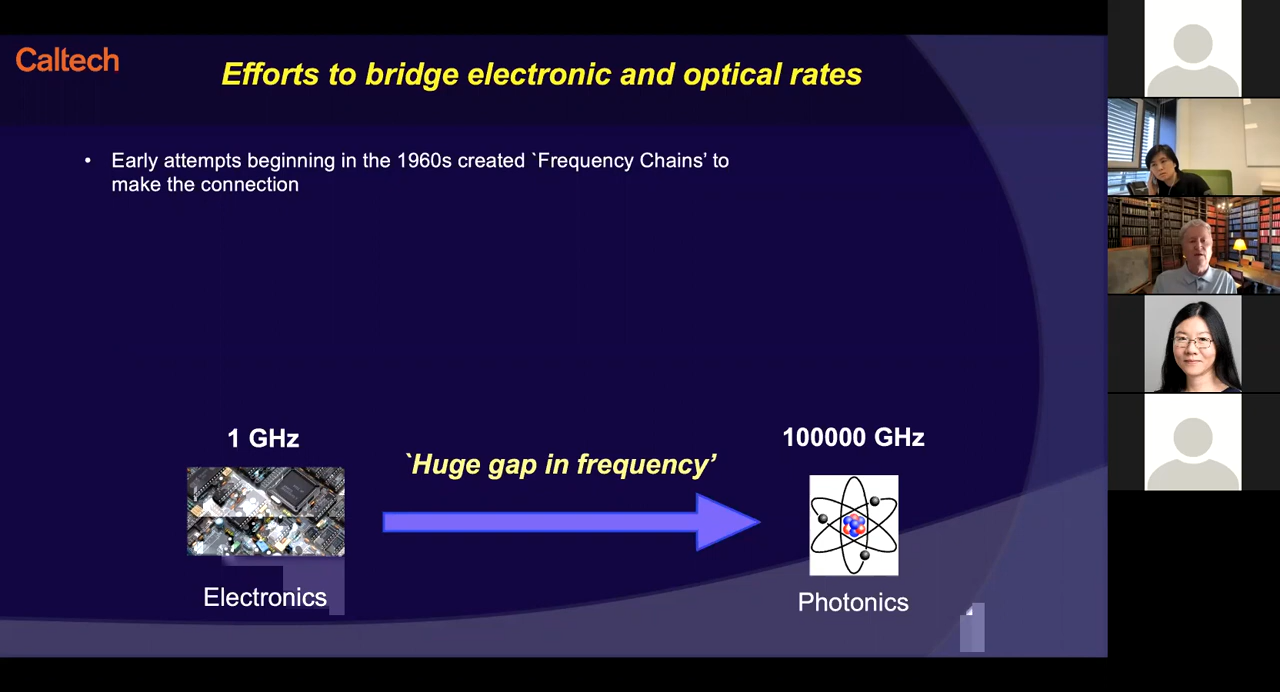 Caltech
Efforts to bridge electronic and optical rates
• Early attempts beginning in the 1960s created `Frequency Chains’ to
make the connection
1 GHz
`Huge gap in frequency’
100000 GHz
Electronics
Photonics